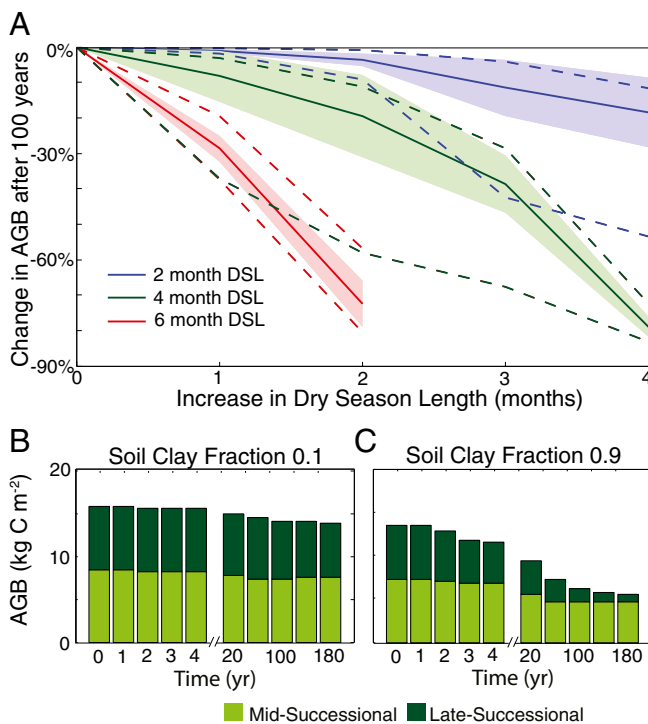 A
Change in AGB after 100 years
0%
-30%
-60%
-90%
2 month DSL
4 month DSL
6 month DSL
0 1 2 3 4
Increase in Dry Season Length (months)
B
Soil Clay Fraction 0.1
C
Soil Clay Fraction 0.9
AGB (kg C m⁻²)
20
10
0
0 1 2 3 4 20 100 180
Time (yr)
0 1 2 3 4 20 100 180
Time (yr)
Mid-Successional Late-Successional